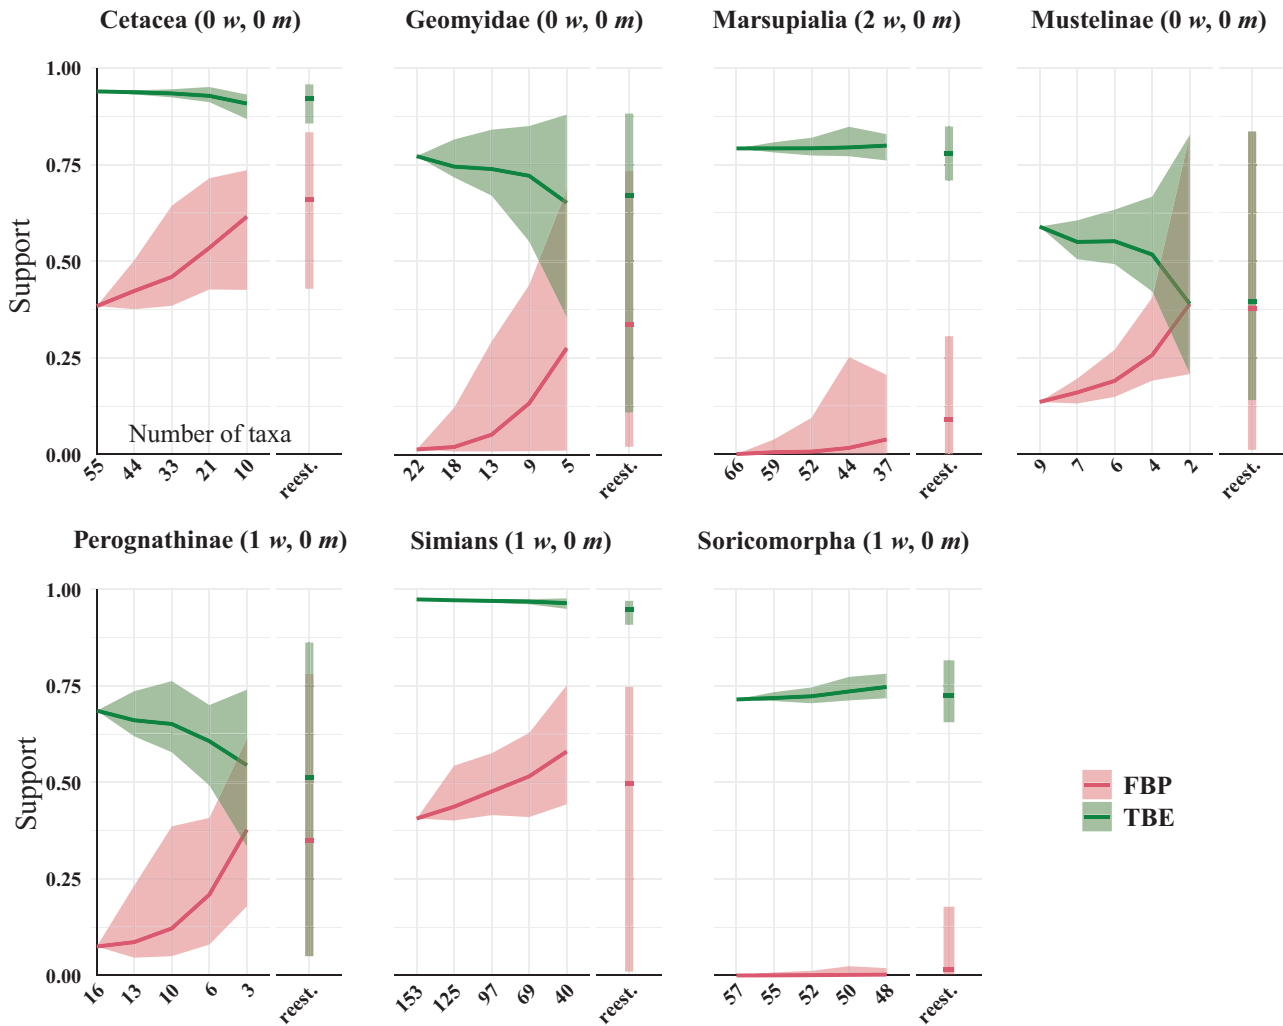 Cetacea (0 w, 0 m)
Geomyidae (0 w, 0 m)
Marsupialia (2 w, 0 m)
Mustelinae (0 w, 0 m)
Support
1.00
0.75
0.50
0.25
0.00
Number of taxa
55 44 33 21 10 reest.
22 18 13 9 5 reest.
66 59 52 44 37 reest.
9 7 6 4 2 reest.
Perognathinae (1 w, 0 m)
Simians (1 w, 0 m)
Soricomorpha (1 w, 0 m)
Support
1.00
0.75
0.50
0.25
0.00
16 13 10 6 3 reest.
153 125 97 69 40 reest.
57 55 52 50 48 reest.
FBP
TBE